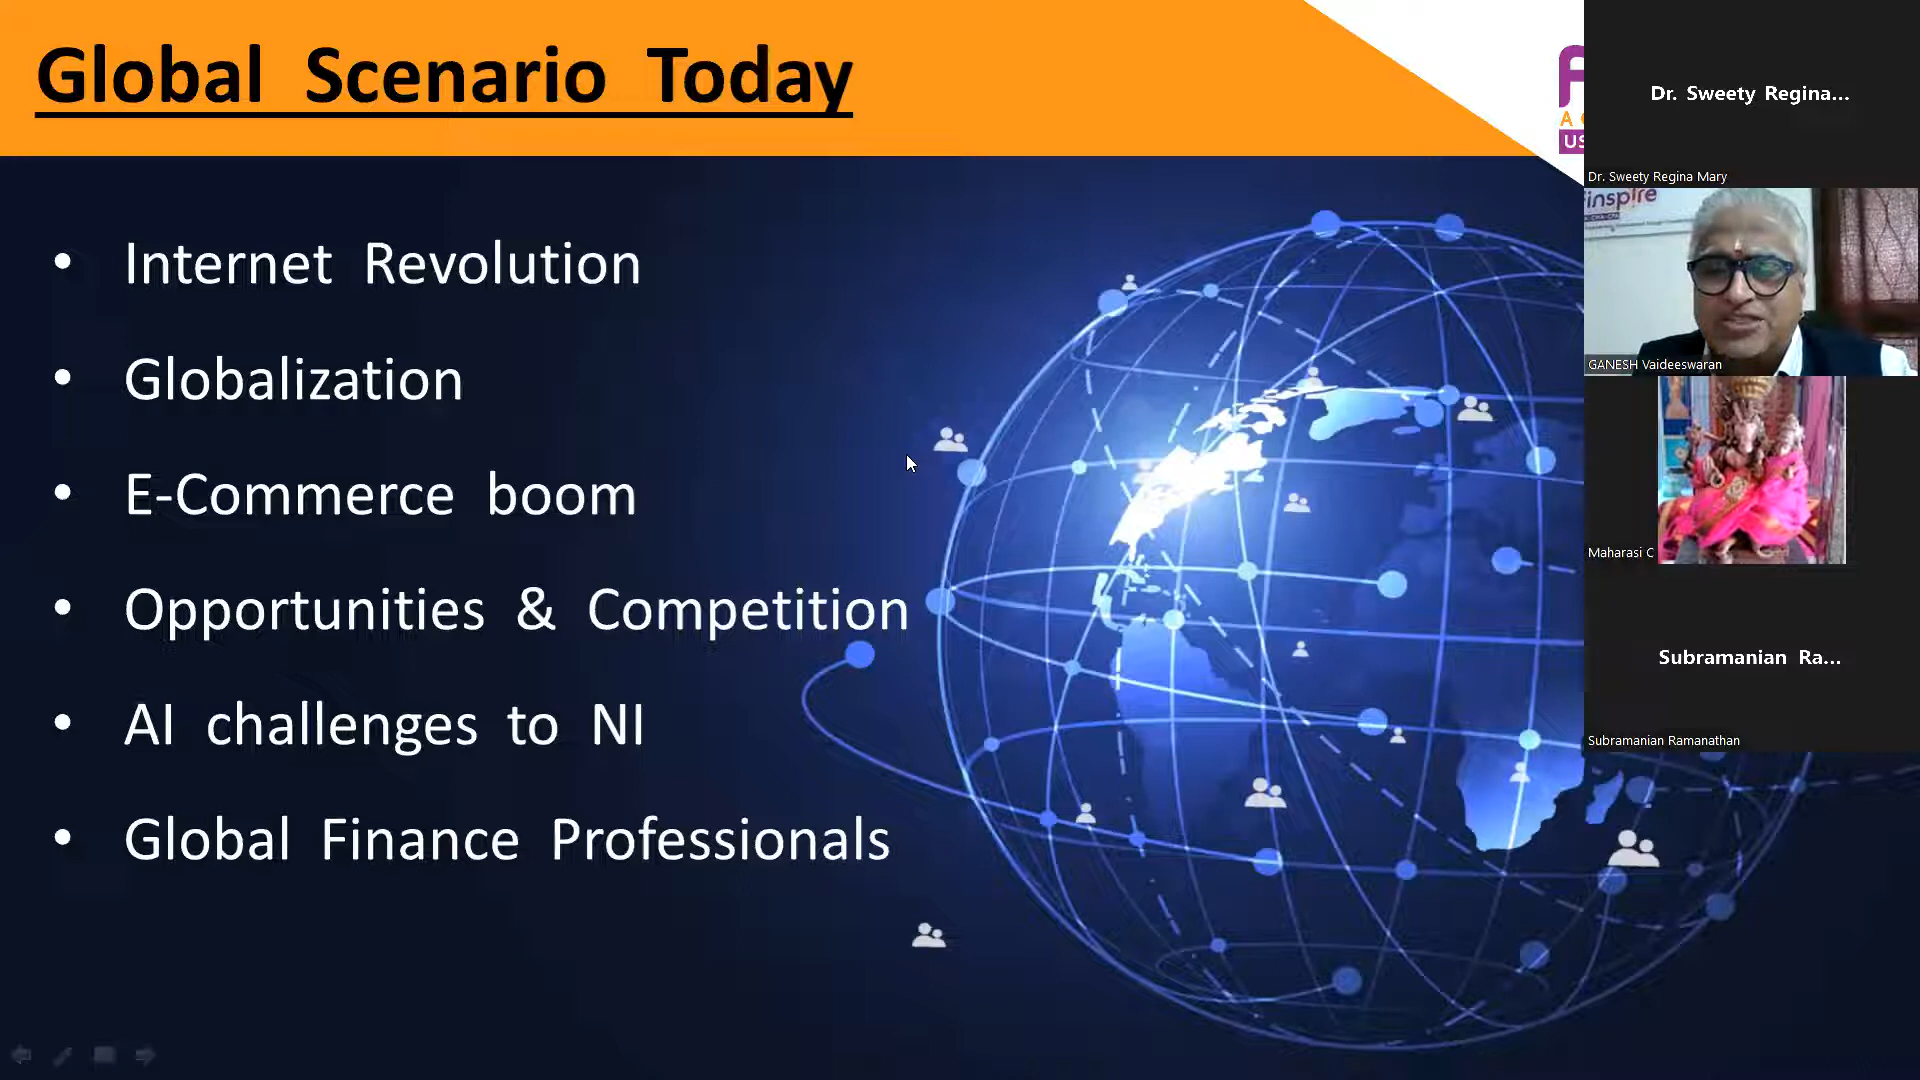 Global Scenario Today
• Internet Revolution
• Globalization
• E-Commerce boom
• Opportunities & Competition
• AI challenges to NI
• Global Finance Professionals
Dr. Sweety Regina...
Dr. Sweety Regina Mary
GANESH Vaideeswaran
Maharasi C
Subramanian Ra...
Subramanian Ramanathan